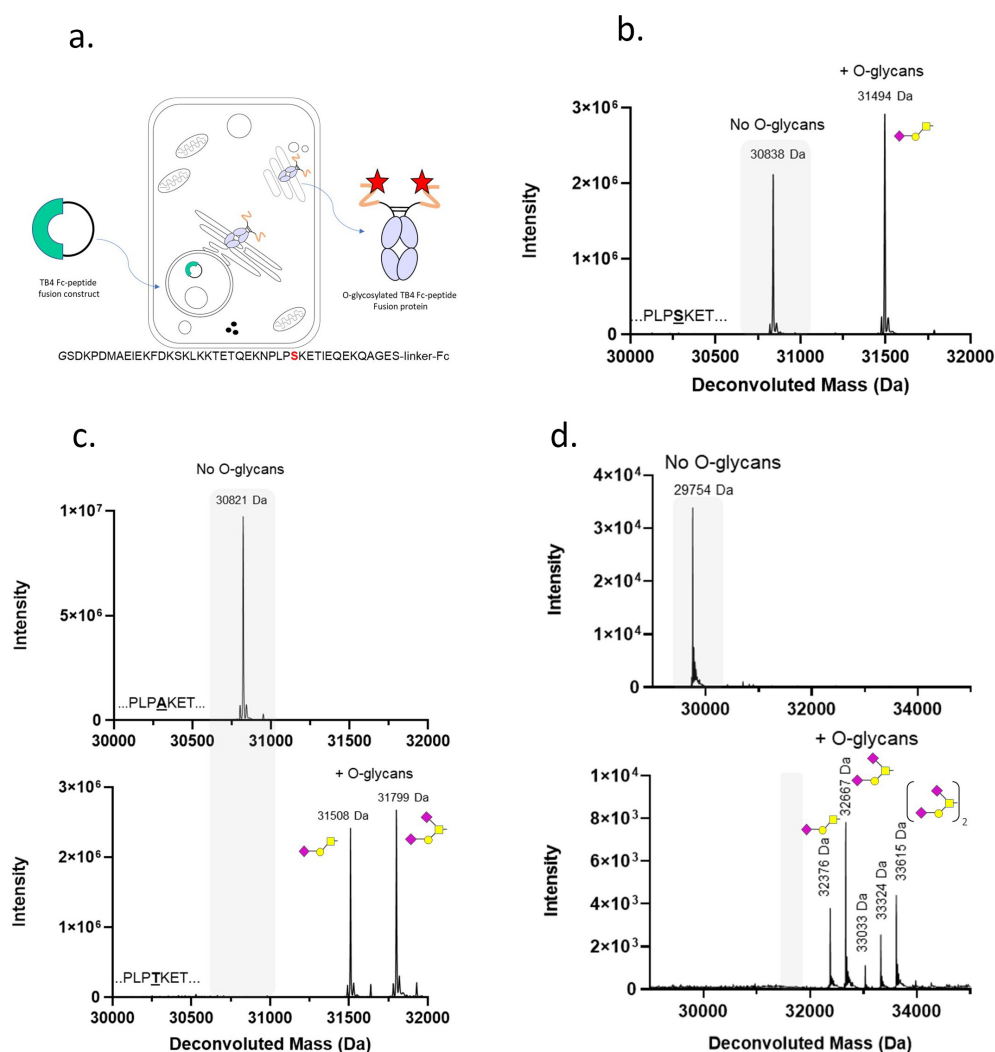 a.
TB4 Fc-peptide
fusion construct
O-glycosylated TB4 Fc-peptide
Fusion protein
GSDKPDMAEIEKFDKSKLKKTETQEKNPLPSKETIEQEKQAGES-linker-Fc
b.
+ O-glycans
31494 Da
No O-glycans
30838 Da
3×10⁶
2×10⁶
1×10⁶
0
Intensity
...PLPSKET...
30000 30500 31000 31500 32000
Deconvoluted Mass (Da)
c.
No O-glycans
30821 Da
1×10⁷
5×10⁶
0
Intensity
...PLPAKET...
30000 30500 31000 31500 32000
+ O-glycans
31508 Da
31799 Da
3×10⁶
2×10⁶
1×10⁶
0
Intensity
...PLPTKET...
30000 30500 31000 31500 32000
Deconvoluted Mass (Da)
d.
No O-glycans
29754 Da
4×10⁴
3×10⁴
2×10⁴
1×10⁴
0
Intensity
30000 32000 34000
+ O-glycans
32376 Da
32667 Da
33033 Da
33324 Da
33615 Da
2
1×10⁴
8×10³
6×10³
4×10³
2×10³
0
Intensity
30000 32000 34000
Deconvoluted Mass (Da)